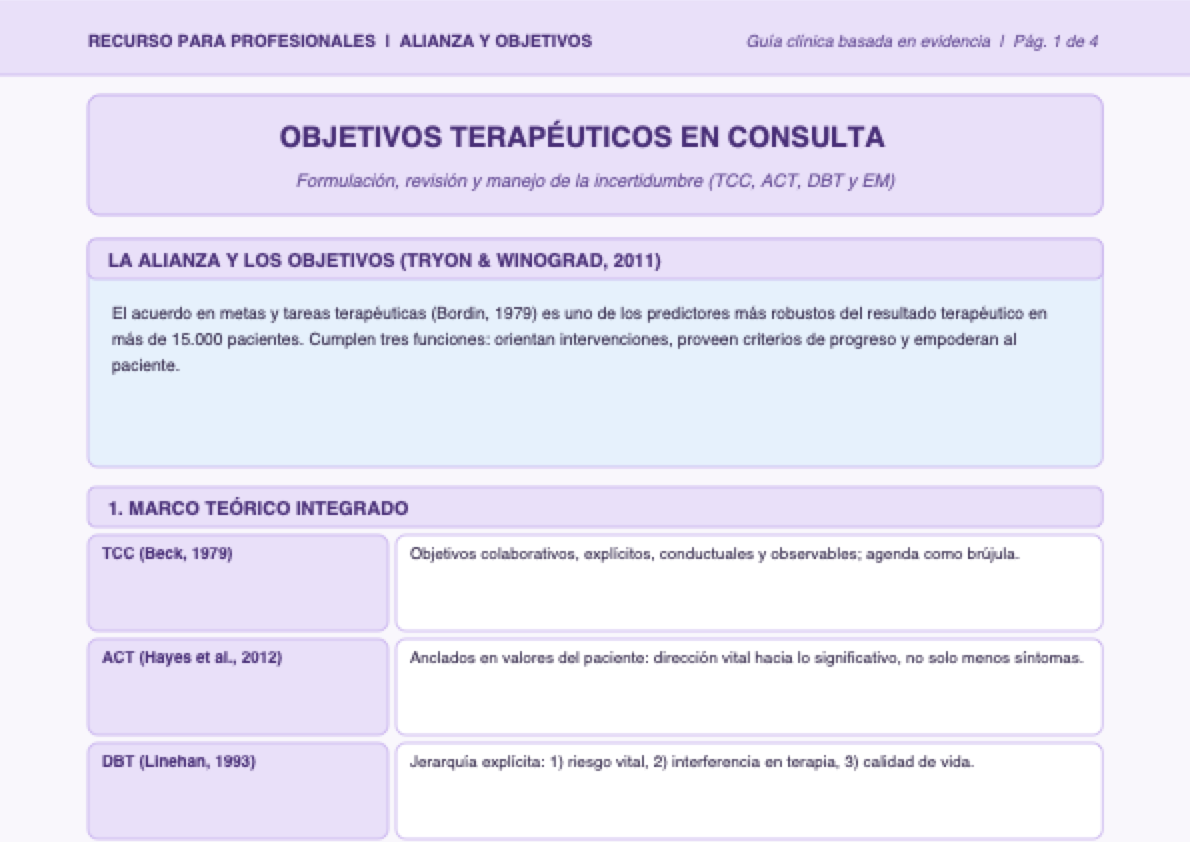 RECURSO PARA PROFESIONALES | ALIANZA Y OBJETIVOS
Guía clínica basada en evidencia | Pág. 1 de 4
OBJETIVOS TERAPÉUTICOS EN CONSULTA
Formulación, revisión y manejo de la incertidumbre (TCC, ACT, DBT y EM)
LA ALIANZA Y LOS OBJETIVOS (TRYON & WINOGRAD, 2011)
El acuerdo en metas y tareas terapéuticas (Bordin, 1979) es uno de los predictores más robustos del resultado terapéutico en
más de 15.000 pacientes. Cumplen tres funciones: orientan intervenciones, proveen criterios de progreso y empoderan al
paciente.
1. MARCO TEÓRICO INTEGRADO
TCC (Beck, 1979)
Objetivos colaborativos, explícitos, conductuales y observables; agenda como brújula.
ACT (Hayes et al., 2012)
Anclados en valores del paciente: dirección vital hacia lo significativo, no solo menos síntomas.
DBT (Linehan, 1993)
Jerarquía explícita: 1) riesgo vital, 2) interferencia en terapia, 3) calidad de vida.